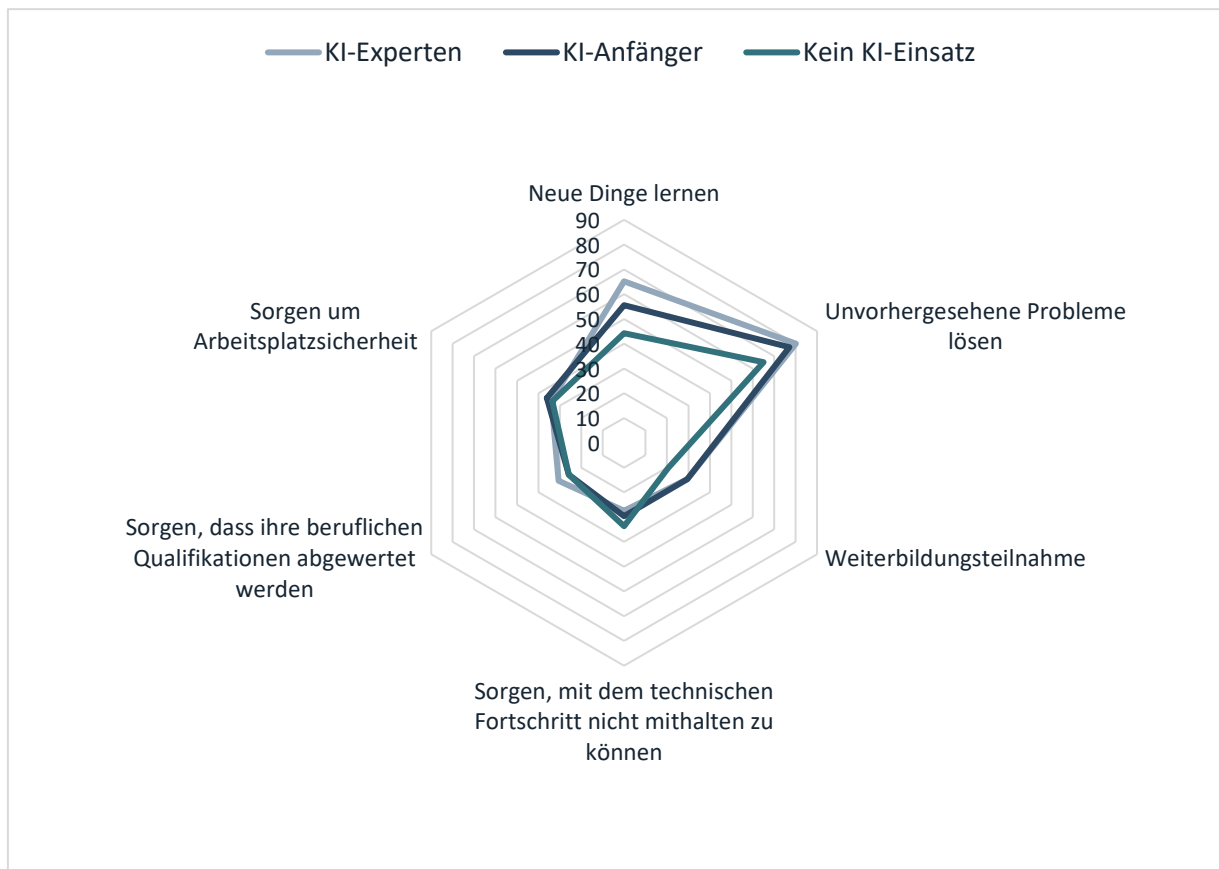 KI-Experten KI-Anfänger Kein KI-Einsatz
Neue Dinge lernen
90
80
70
60
50
40
30
20
10
0
Unvorhergesehene Probleme
lösen
Weiterbildungsteilnahme
Sorgen, mit dem technischen
Fortschritt nicht mithalten zu
können
Sorgen, dass ihre beruflichen
Qualifikationen abgewertet
werden
Sorgen um
Arbeitsplatzsicherheit